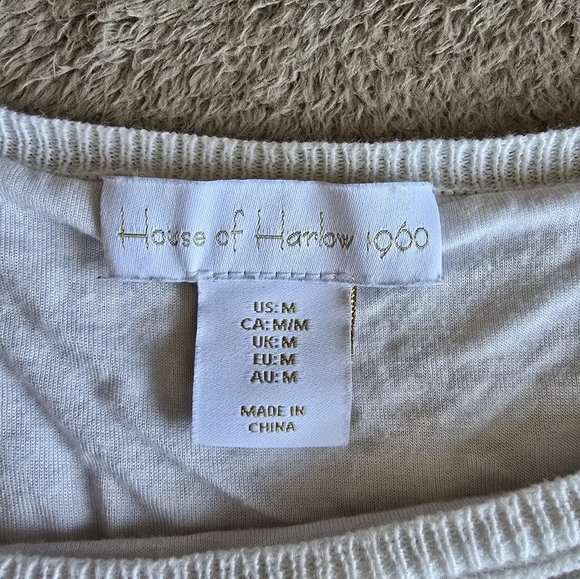 House of Harlow 1960
US: M
CA: M/M
UK: M
EU: M
AU: M
MADE IN
CHINA